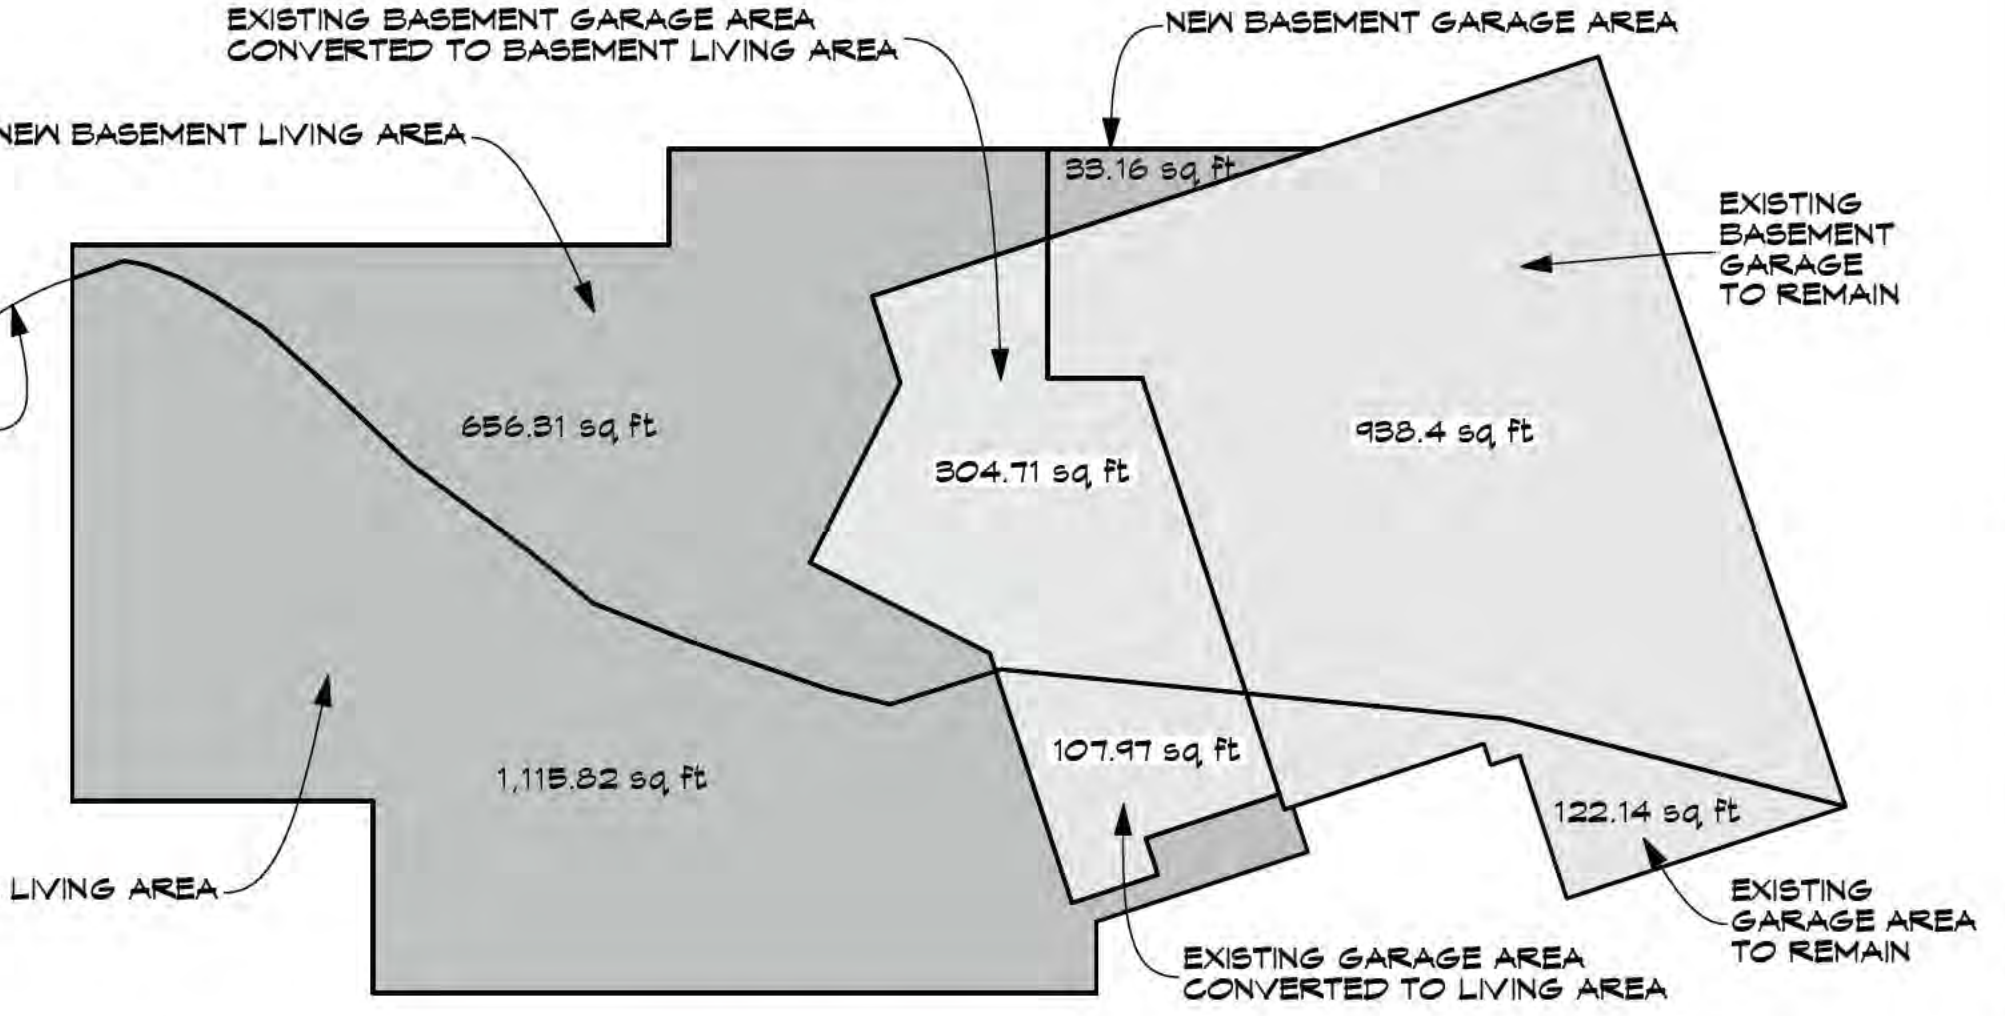 EXISTING BASEMENT GARAGE AREA
CONVERTED TO BASEMENT LIVING AREA
NEW BASEMENT GARAGE AREA
NEW BASEMENT LIVING AREA
33.16 sq ft
EXISTING
BASEMENT
GARAGE
TO REMAIN
656.31 sq ft
304.71 sq ft
938.4 sq ft
1,115.82 sq ft
107.97 sq ft
122.14 sq ft
LIVING AREA
EXISTING
GARAGE AREA
TO REMAIN
EXISTING GARAGE AREA
CONVERTED TO LIVING AREA